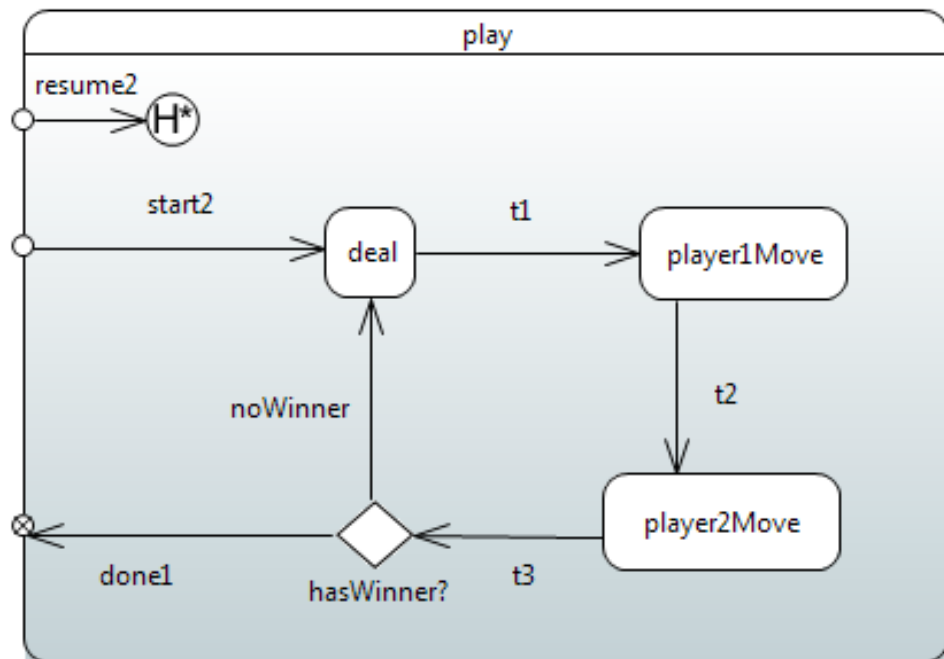 play
resume2
H*
start2
t1
deal
player1Move
noWinner
t2
player2Move
done1
hasWinner?
t3